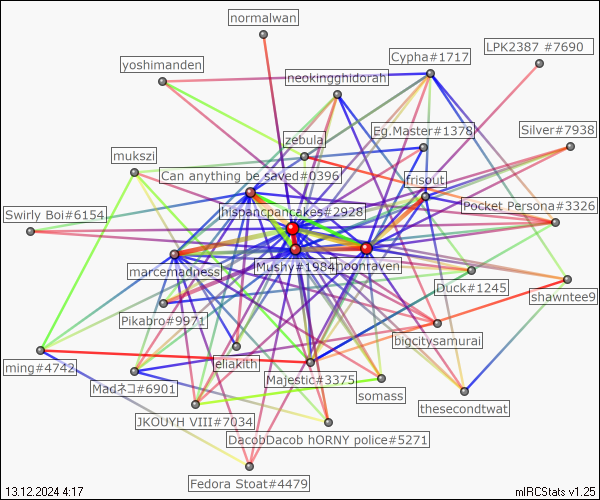 normalwan
LPK2387 #7690
Cypha#1717
yoshimanden
neokingghidorah
Silver#7938
Eg.Master#1378
zebula
mukszi
Can anything be saved#0396
frisout
Pocket Persona#3326
Swirly Boi#6154
hispancpancakes#2928
Mushy#1984
noonraven
marcemadness
Duck#1245
shawntee9
Pikabro#9971
bigcitysamurai
ming#4742
eliakith
Majestic#3375
Madネコ#6901
somass
thesecondtwat
JKOUYH VIII#7034
DacobDacob hORNY police#5271
Fedora Stoat#4479
13.12.2024 4:17
mIRCStats v1.25